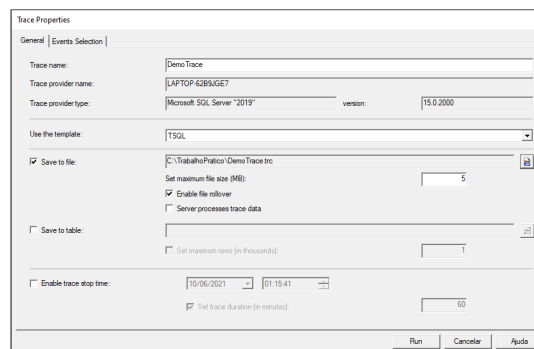 Trace Properties
General Events Selection
Trace name: DemoTrace
Trace provider name: LAPTOP-62B9JGE7
Trace provider type: Microsoft SQL Server "2019" version: 15.0.2000
Use the template: TSQL
Save to file: C:\TrabalhoPratico\DemoTrace.trc
Set maximum file size (MB): 5
Enable file rollover
Server processes trace data
Save to table:
Set maximum rows (in thousands): 1
Enable trace stop time: 10/06/2021 01:15:41
Set trace duration (in minutes) 60
Run Cancelar Ajuda